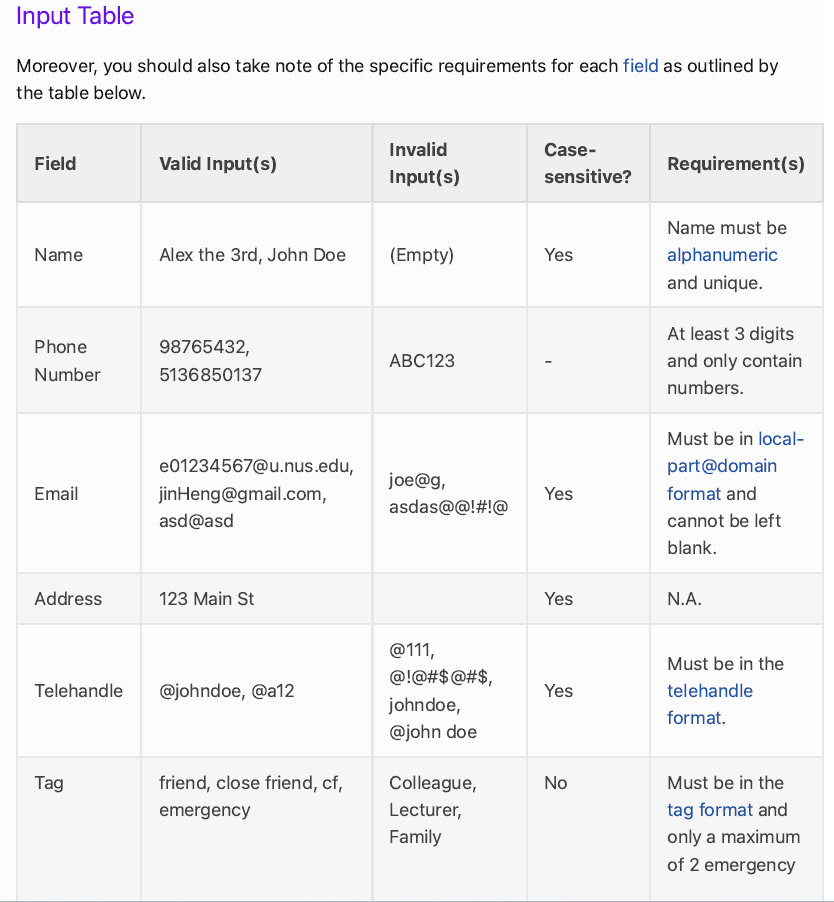 Input Table
Moreover, you should also take note of the specific requirements for each field as outlined by
the table below.
Field
Valid Input(s)
Invalid
Input(s)
Case-
sensitive?
Requirement(s)
Name
Alex the 3rd, John Doe
(Empty)
Yes
Name must be
alphanumeric
and unique.
Phone
Number
98765432,
5136850137
ABC123
-
At least 3 digits
and only contain
numbers.
Email
e01234567@u.nus.edu,
jinHeng@gmail.com,
asd@asd
joe@g,
asdas@@!#!@
Yes
Must be in local-
part@domain
format and
cannot be left
blank.
Address
123 Main St
Yes
N.A.
Telehandle
@johndoe, @a12
@111,
@!@#$@#$,
johndoe,
@john doe
Yes
Must be in the
telehandle
format.
Tag
friend, close friend, cf,
emergency
Colleague,
Lecturer,
Family
No
Must be in the
tag format and
only a maximum
of 2 emergency